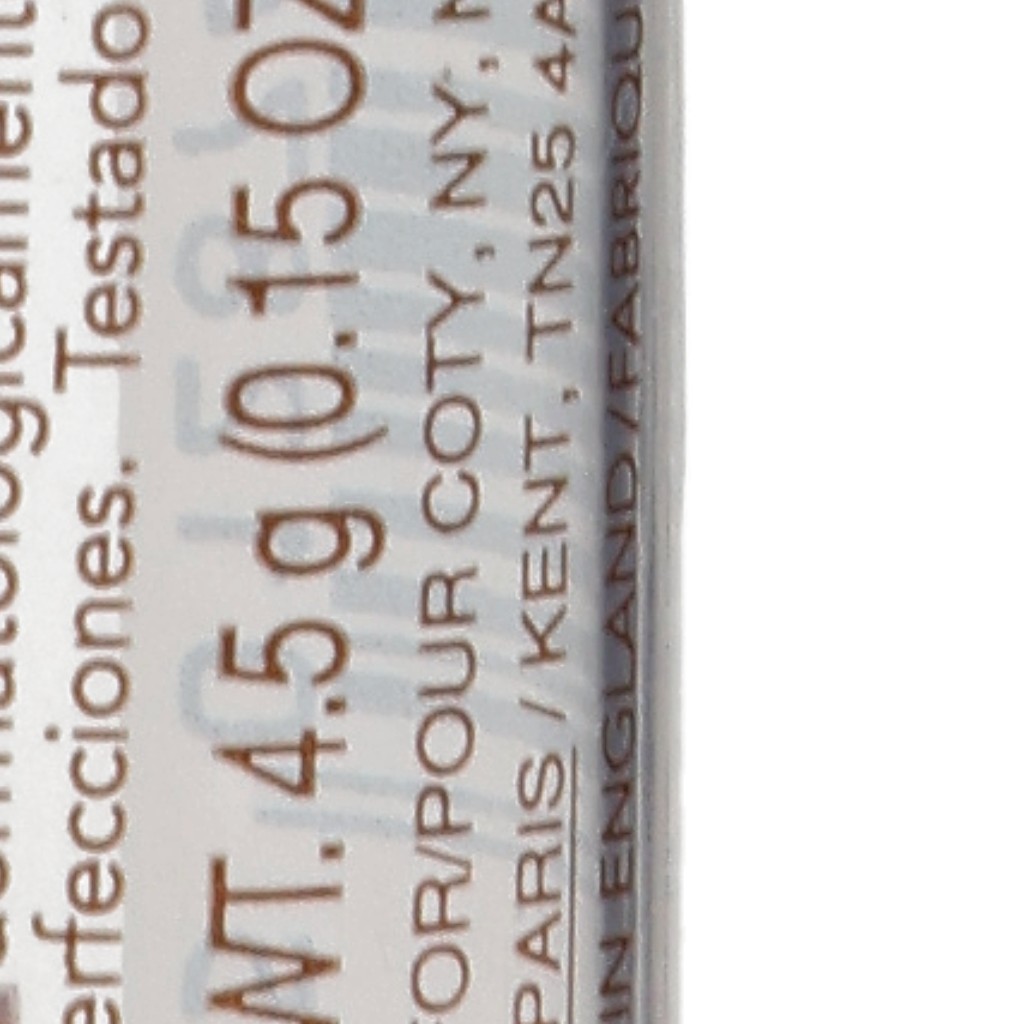 erfecciones. Testado
WT. 4.5 g (0.15 OZ
FOR/POUR COTY, NY, N
PARIS / KENT, TN25 4A
IN ENGLAND/FABRIQU